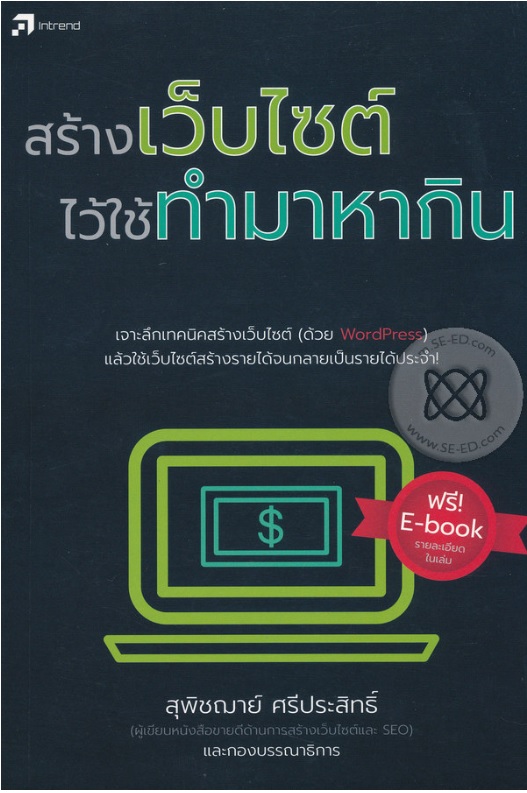 Intrend
สร้างเว็บไซต์
ไว้ใช้ทำมาหากิน
เจาะลึกเทคนิคสร้างเว็บไซต์ (ด้วย WordPress)
แล้วใช้เว็บไซต์สร้างรายได้จนกลายเป็นรายได้ประจำ!
www.SE-ED.com
www.SE-ED.com
$
ฟรี!
E-book
รายละเอียด
ในเล่ม
สุพิชฌาย์ ศรีประสิทธิ์
(ผู้เขียนหนังสือขายดีด้านการสร้างเว็บไซต์และ SEO)
และกองบรรณาธิการ